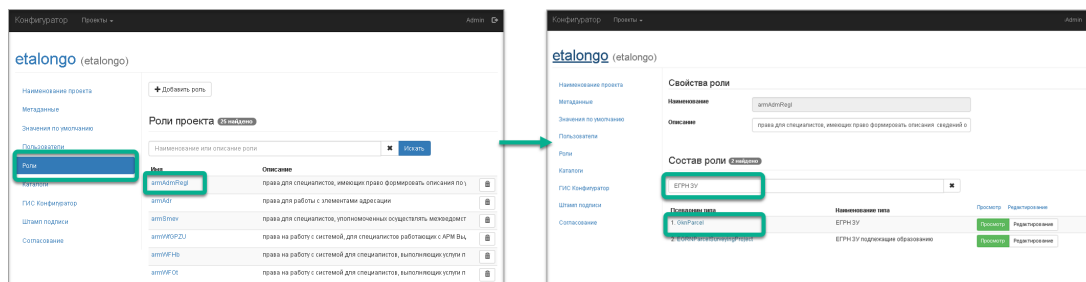 Конфигуратор Проекты Admin
etalongo (etalongo)
Наименование проекта
Метаданные
Значения по умолчанию
Пользователи
Роли
Каталоги
ГИС Конфигуратор
Штамп подписи
Согласование
Добавить роль
Роли проекта 25 найдено
Наименование или описание роли Искать
Имя Описание
armAdmRegl права для специалистов, имеющих право формировать описания по
armAdr права для работы с элементами адресации
armSmev права для специалистов, уполномоченных осуществлять межведомст
armWfGPZU права на работу с системой, для специалистов работающих с АРМ Вы
armWFHb права на работу с системой для специалистов, выполняющих услуги п
armWFOt права на работу с системой для специалистов, выполняющих услуги п
Конфигуратор Проекты Admin
etalongo (etalongo)
Наименование проекта
Метаданные
Значения по умолчанию
Пользователи
Роли
Каталоги
ГИС Конфигуратор
Штамп подписи
Согласование
Свойства роли
Наименование armAdmRegl
Описание права для специалистов, имеющих право формировать описания сведений о
Состав роли 2 найдено
ЕГРН ЗУ
Псевдоним типа Наименование типа Просмотр Редактирование
1. OknParcel ЕГРН ЗУ Просмотр Редактирование
ЕГРН ЗУ подлежащие образованию Просмотр Редактирование